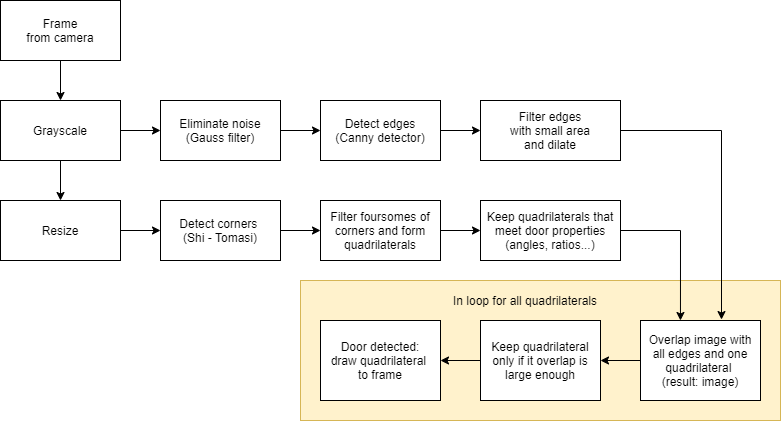 Frame
from camera
Grayscale
Eliminate noise
(Gauss filter)
Detect edges
(Canny detector)
Filter edges
with small area
and dilate
Resize
Detect corners
(Shi - Tomasi)
Filter foursomes of
corners and form
quadrilaterals
Keep quadrilaterals that
meet door properties
(angles, ratios...)
In loop for all quadrilaterals
Door detected:
draw quadrilateral
to frame
Keep quadrilateral
only if it overlap is
large enough
Overlap image with
all edges and one
quadrilateral
(result: image)